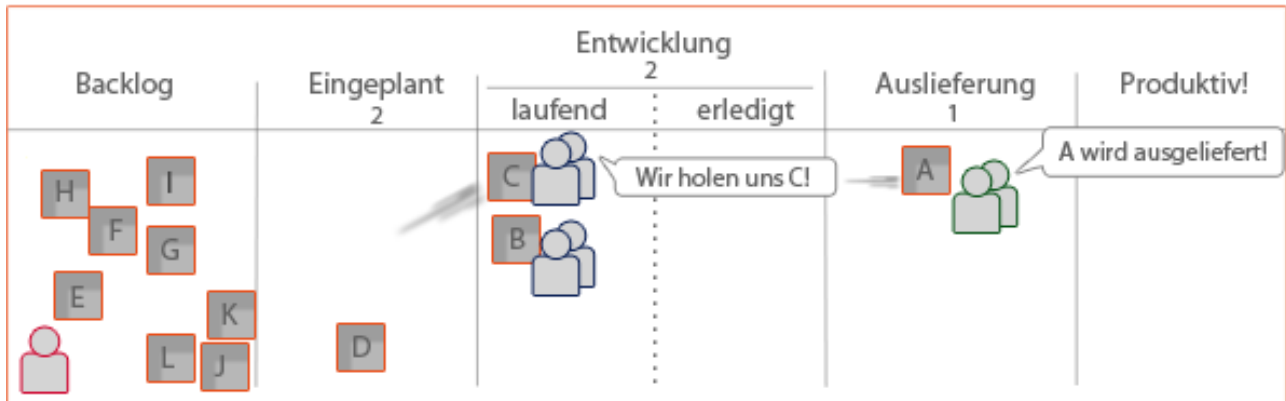 Entwicklung
2
Backlog
Eingeplant
2
laufend
erledigt
Auslieferung
1
Produktiv!
H
I
F
G
E
K
L
J
D
C
Wir holen uns C!
B
A
A wird ausgeliefert!